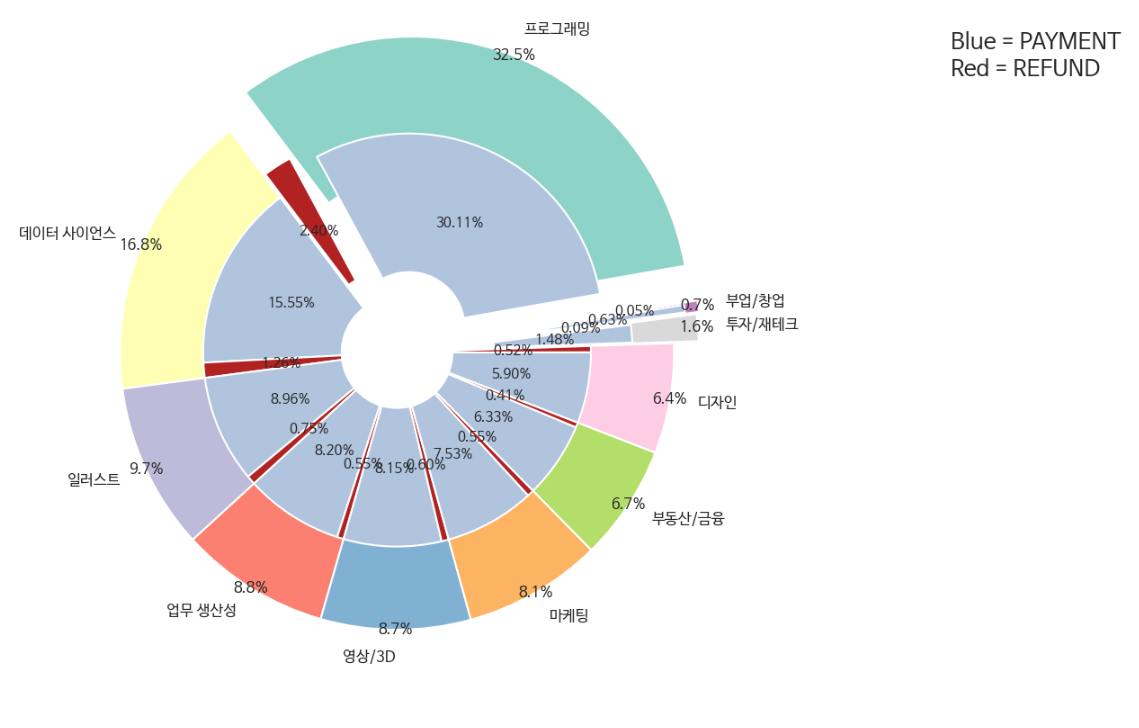 프로그래밍
32.5%
Blue = PAYMENT
Red = REFUND
30.11%
2.40%
데이터 사이언스
16.8%
15.55%
1.26%
일러스트
9.7%
8.96%
0.75%
업무 생산성
8.8%
8.20%
0.55%
영상/3D
8.7%
8.15%
0.60%
마케팅
8.1%
7.53%
0.55%
부동산/금융
6.7%
6.33%
0.41%
디자인
6.4%
5.90%
0.52%
투자/재테크
1.6%
1.48%
0.09%
부업/창업
0.7%
0.63%
0.05%